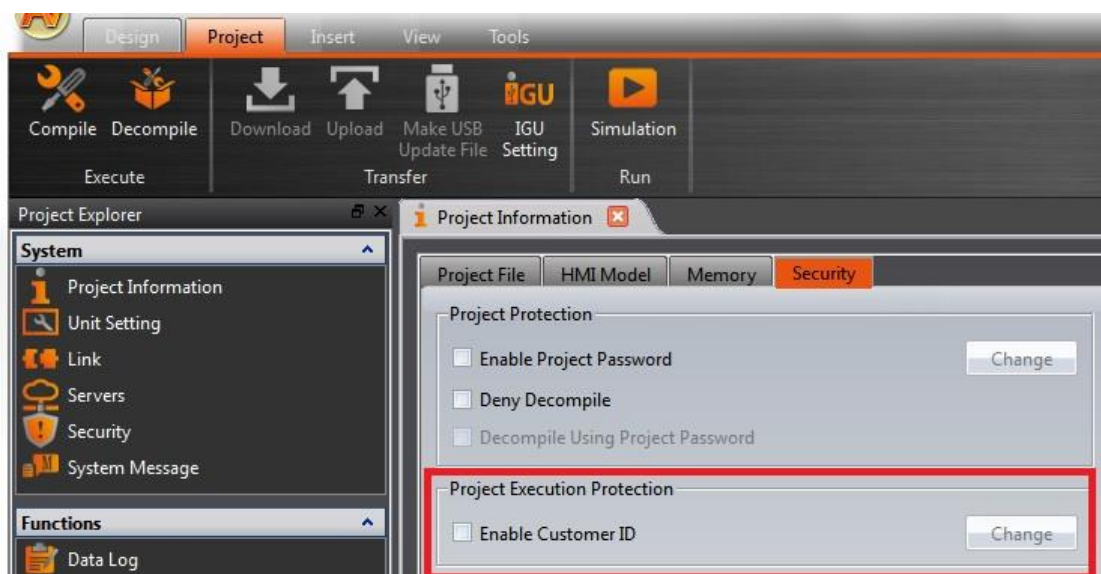 Design Project Insert View Tools
Compile Decompile Download Upload Make USB Update File IGU Setting Simulation
Execute Transfer Run
Project Explorer
System
Project Information
Unit Setting
Link
Servers
Security
System Message
Functions
Data Log
Project Information
Project File HMI Model Memory Security
Project Protection
Enable Project Password Change
Deny Decompile
Decompile Using Project Password
Project Execution Protection
Enable Customer ID Change